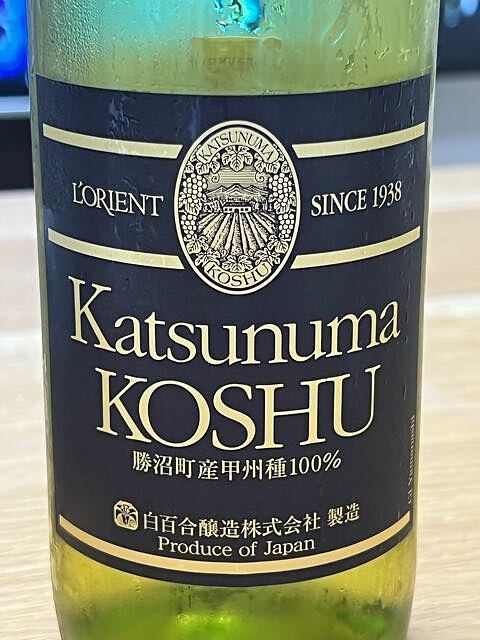 KATSUNUMA
L'ORIENT
SINCE 1938
KOSHU
Katsunuma
KOSHU
勝沼町産甲州種100%
白百合醸造株式会社 製造
Produce of Japan